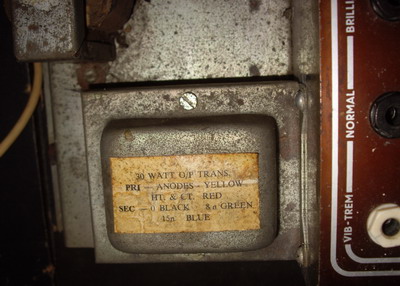 30 WATT O/P TRANS.
PRI — ANODES - YELLOW
HT. & CT. RED
SEC — 0 BLACK 8Ω GREEN
15Ω BLUE
VIB-TREM
NORMAL
BRILLI